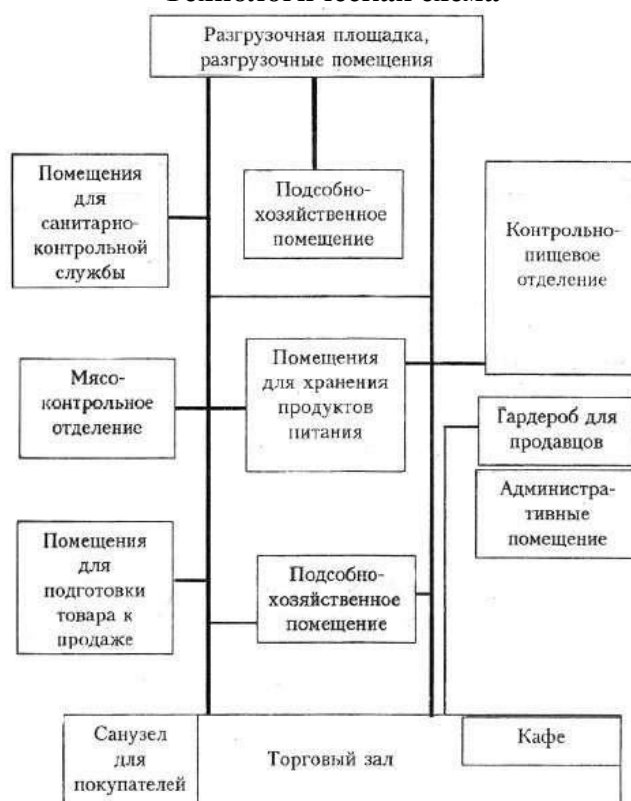 Технологическая схема
Разгрузочная площадка,
разгрузочные помещения
Помещения
для
санитарно-
контрольной
службы
Подсобно-
хозяйственное
помещение
Контрольно-
пищевое
отделение
Мясо-
контрольное
отделение
Помещения
для хранения
продуктов
питания
Гардероб для
продавцов
Администра-
тивные
помещение
Помещения
для
подготовки
товара к
продаже
Подсобно-
хозяйственное
помещение
Санузел
для
покупателей
Торговый зал
Кафе